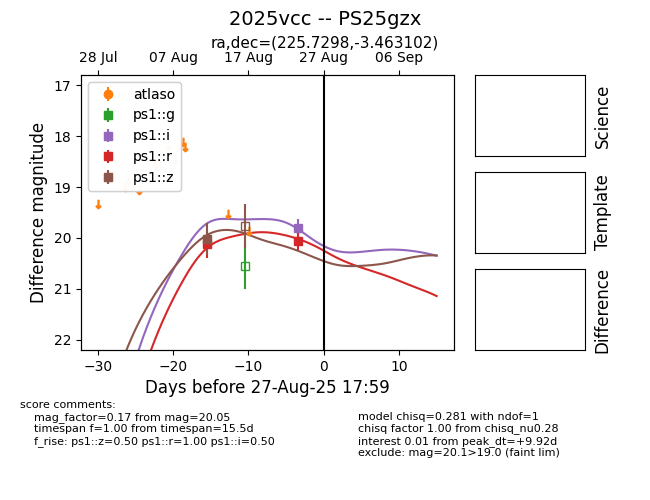 2025vcc -- PS25gzx
ra,dec=(225.7298,-3.463102)
28 Jul 07 Aug 17 Aug 27 Aug 06 Sep
atlaso
ps1::g
ps1::i
ps1::r
ps1::z
17
18
19
20
21
22
Difference magnitude
−30 −20 −10 0 10
Days before 27-Aug-25 17:59
Science
Template
Difference
score comments:
mag_factor=0.17 from mag=20.05
timespan f=1.00 from timespan=15.5d
f_rise: ps1::z=0.50 ps1::r=1.00 ps1::i=0.50
model chisq=0.281 with ndof=1
chisq factor 1.00 from chisq_nu0.28
interest 0.01 from peak_dt=+9.92d
exclude: mag=20.1>19.0 (faint lim)